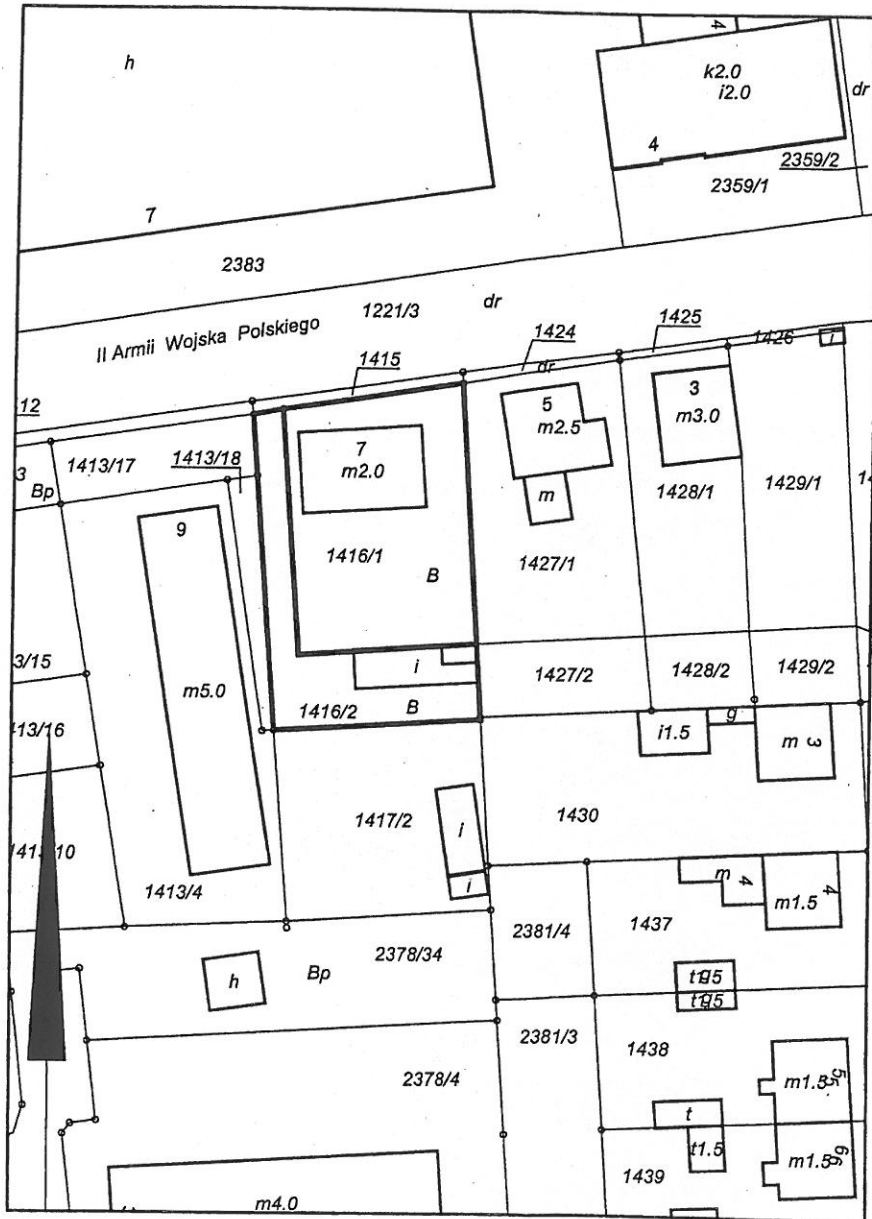 h
4
k2.0
i2.0
dr
4
2359/2
2359/1
7
2383
1221/3
dr
II Armii Wojska Polskiego
1415
1424
dr
1425
1426
i
12
1413/17
1413/18
3
Bp
7
m2.0
5
m2.5
m
3
m3.0
1428/1
1429/1
9
1416/1
B
1427/1
3/15
m5.0
i
1427/2
1428/2
1429/2
1416/2
B
413/16
i1.5
g
m
3
1417/2
i
i
1430
1413/4
m
4
m1.5
4
1437
2378/34
2381/4
h
Bp
2381/3
1438
2378/4
m1.5
t
t1.5
m1.5
1439
m4.0